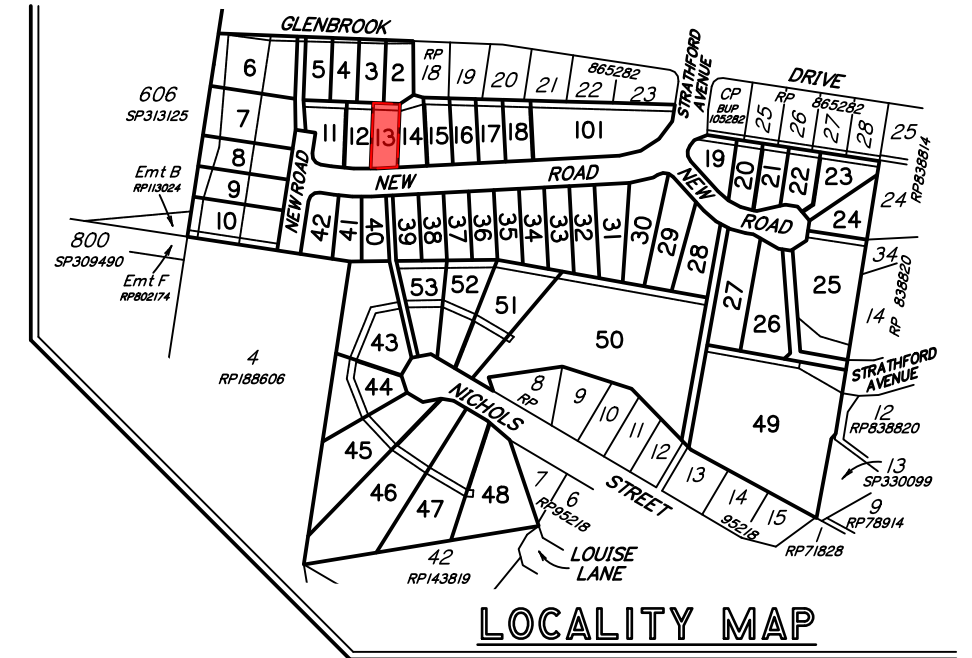 GLENBROOK
DRIVE
STRATHFORD
AVENUE
6
5
4
3
2
RP
18
19
20
21
865282
22
23
CP
BUP
105282
25
RP
26
865282
27
28
25
RP838814
24
606
SP313125
7
8
9
10
11
12
13
14
15
16
17
18
101
19
20
21
22
23
24
Emt B
RP113024
NEW ROAD
NEW
ROAD
NEW
ROAD
800
SP309490
Emt F
RP802174
42
41
40
39
38
37
36
35
34
33
32
31
30
29
28
27
26
25
34
RP 838820
14
53
52
51
50
43
44
4
RP188606
NICHOLS
STREET
8
RP
9
10
11
12
13
14
15
95218
49
STRATHFORD
AVENUE
12
RP838820
13
SP330099
9
RP78914
1
RP71828
45
46
47
48
7
6
RP95218
42
RP143819
LOUISE
LANE
LOCALITY MAP